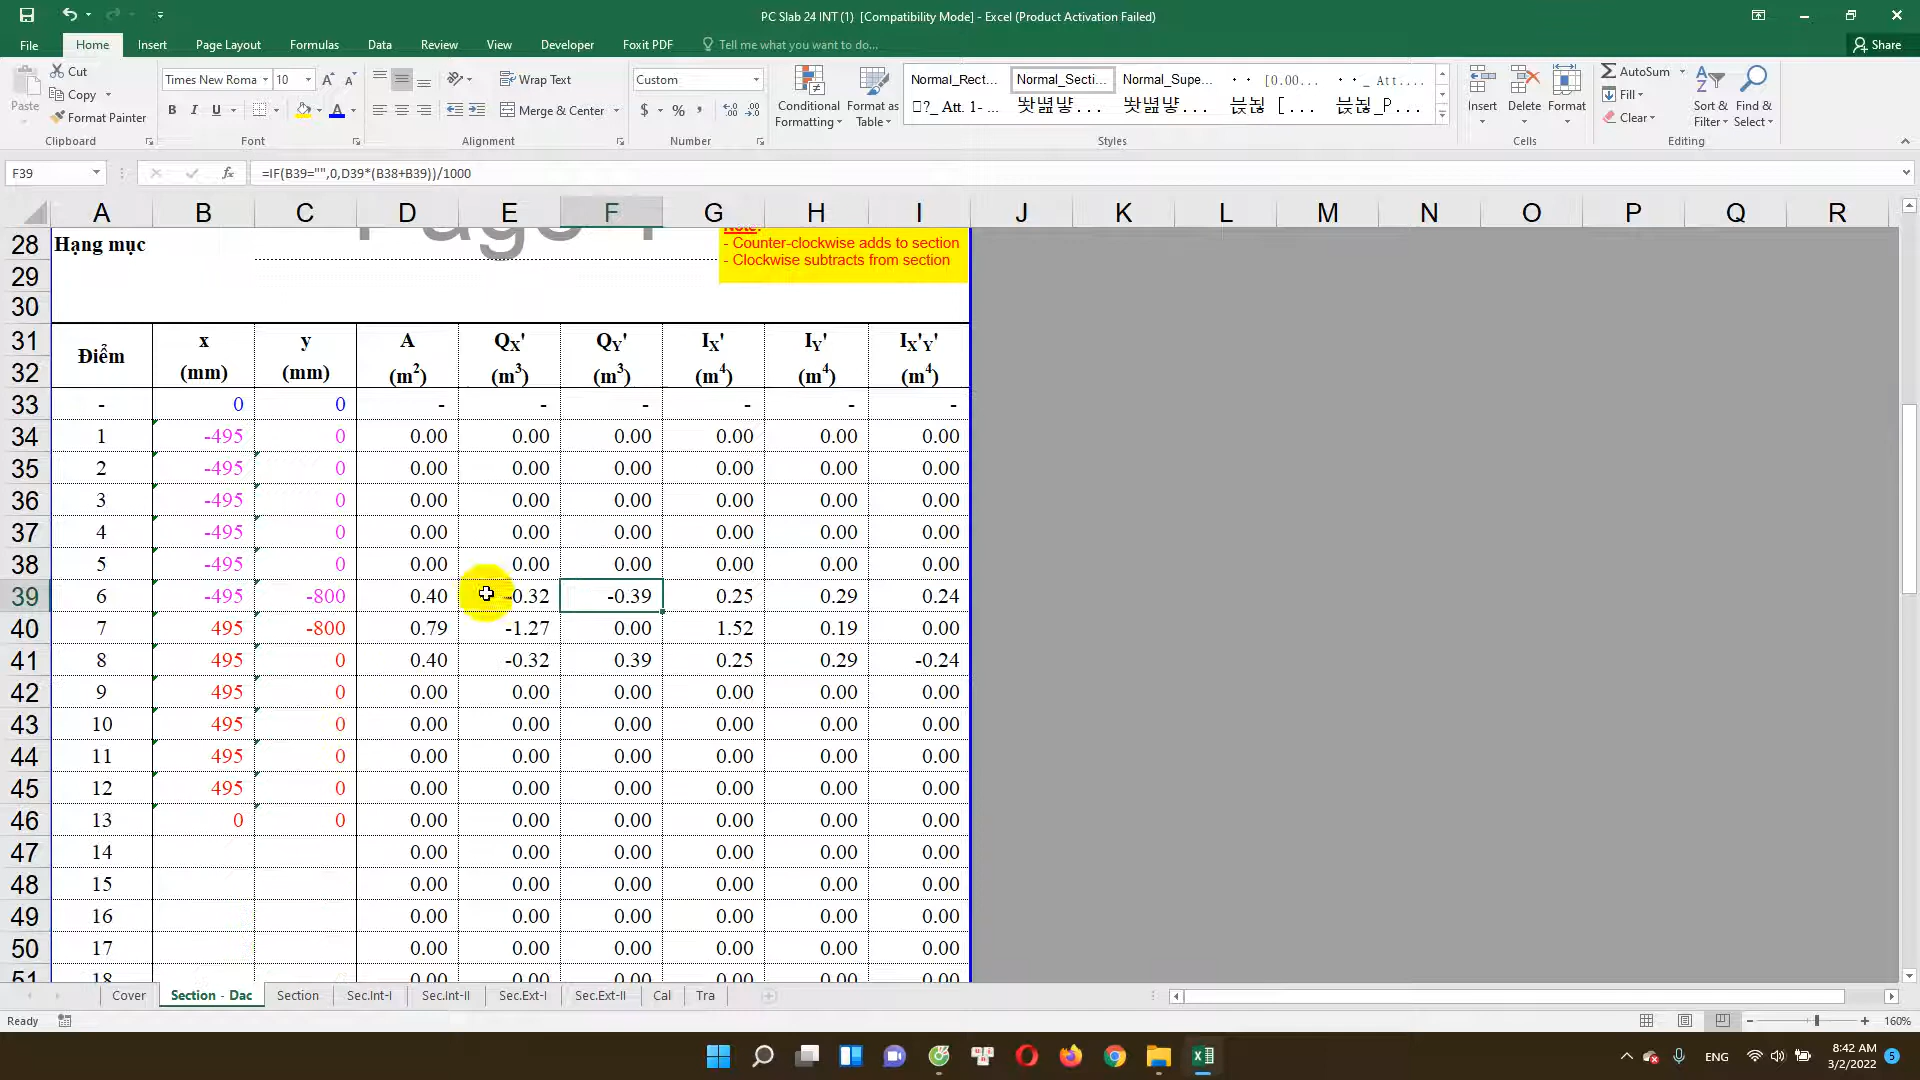 PC Slab 24 INT (1) [Compatibility Mode] - Excel (Product Activation Failed)
File Home Insert Page Layout Formulas Data Review View Developer Foxit PDF Tell me what you want to do... Share
Paste Cut Copy Format Painter
Clipboard
Times New Roma 10
B I U
Font
Wrap Text
Merge & Center
Alignment
Custom
$ % ,
Number
Conditional Formatting Format as Table
Normal_Rect... Normal_Secti... Normal_Supe... [0.00... _ Att....
?_ Att. 1- ...
Styles
Insert Delete Format
Cells
AutoSum Fill Clear
Sort & Filter Find & Select
Editing
F39 fx =IF(B39="",0,D39*(B38+B39))/1000
A B C D E F G H I J K L M N O P Q R
Note:
28 Hạng mục - Counter-clockwise adds to section
- Clockwise subtracts from section
29
30
31 Điểm x y A QX' QY' IX' IY' IX'Y'
32 (mm) (mm) (m2) (m3) (m3) (m4) (m4) (m4)
33 - 0 0 - - - - - -
34 1 -495 0 0.00 0.00 0.00 0.00 0.00 0.00
35 2 -495 0 0.00 0.00 0.00 0.00 0.00 0.00
36 3 -495 0 0.00 0.00 0.00 0.00 0.00 0.00
37 4 -495 0 0.00 0.00 0.00 0.00 0.00 0.00
38 5 -495 0 0.00 0.00 0.00 0.00 0.00 0.00
39 6 -495 -800 0.40 -0.32 -0.39 0.25 0.29 0.24
40 7 495 -800 0.79 -1.27 0.00 1.52 0.19 0.00
41 8 495 0 0.40 -0.32 0.39 0.25 0.29 -0.24
42 9 495 0 0.00 0.00 0.00 0.00 0.00 0.00
43 10 495 0 0.00 0.00 0.00 0.00 0.00 0.00
44 11 495 0 0.00 0.00 0.00 0.00 0.00 0.00
45 12 495 0 0.00 0.00 0.00 0.00 0.00 0.00
46 13 0 0 0.00 0.00 0.00 0.00 0.00 0.00
47 14 0.00 0.00 0.00 0.00 0.00 0.00
48 15 0.00 0.00 0.00 0.00 0.00 0.00
49 16 0.00 0.00 0.00 0.00 0.00 0.00
50 17 0.00 0.00 0.00 0.00 0.00 0.00
51 18 0.00 0.00 0.00 0.00 0.00 0.00
Cover Section - Dac Section Sec.Int-I Sec.Int-II Sec.Ext-I Sec.Ext-II Cal Tra
Ready 160%
ENG 8:42 AM
3/2/2022 5